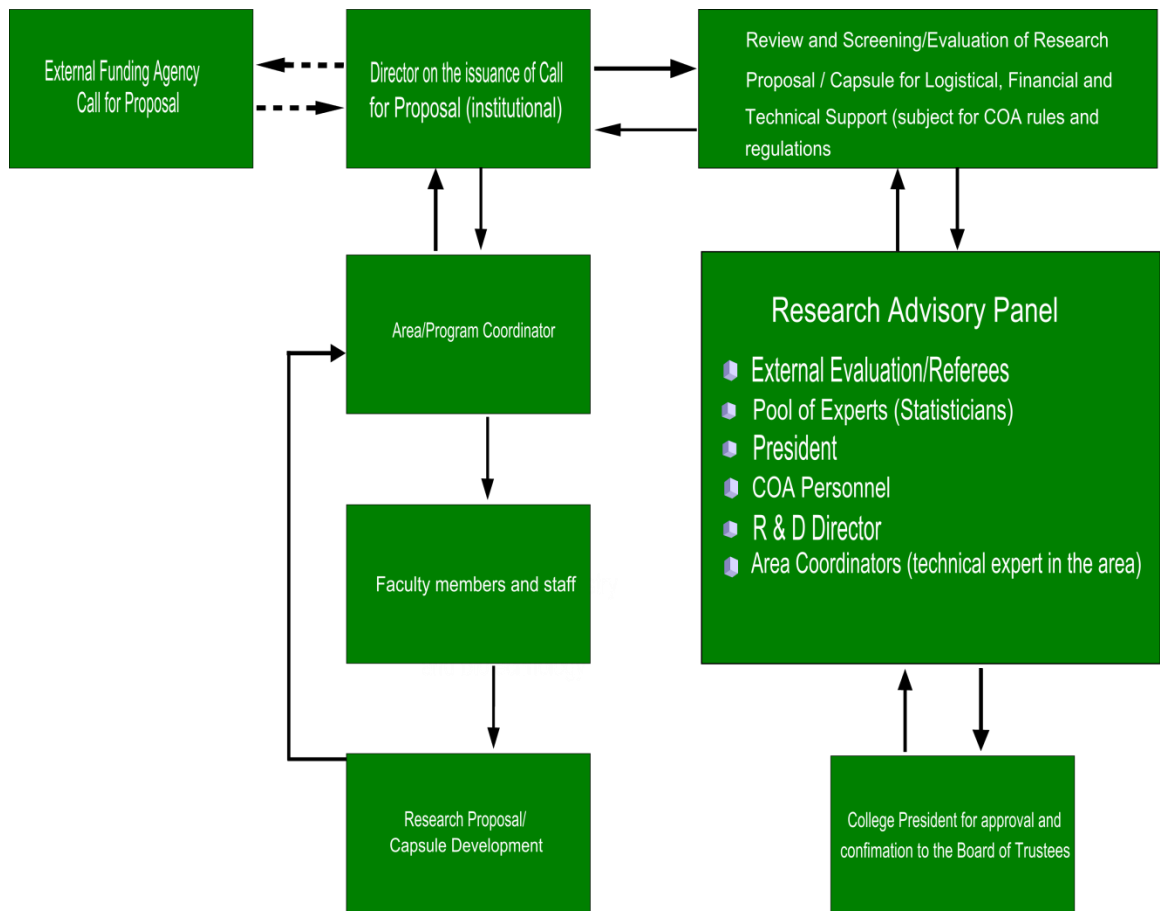 External Funding Agency
Call for Proposal
Director on the issuance of Call
for Proposal (institutional)
Review and Screening/Evaluation of Research
Proposal / Capsule for Logistical, Financial and
Technical Support (subject for COA rules and
regulations
Area/Program Coordinator
Faculty members and staff
Research Proposal/
Capsule Development
Research Advisory Panel
External Evaluation/Referees
Pool of Experts (Statisticians)
President
COA Personnel
R & D Director
Area Coordinators (technical expert in the area)
College President for approval and
confimation to the Board of Trustees